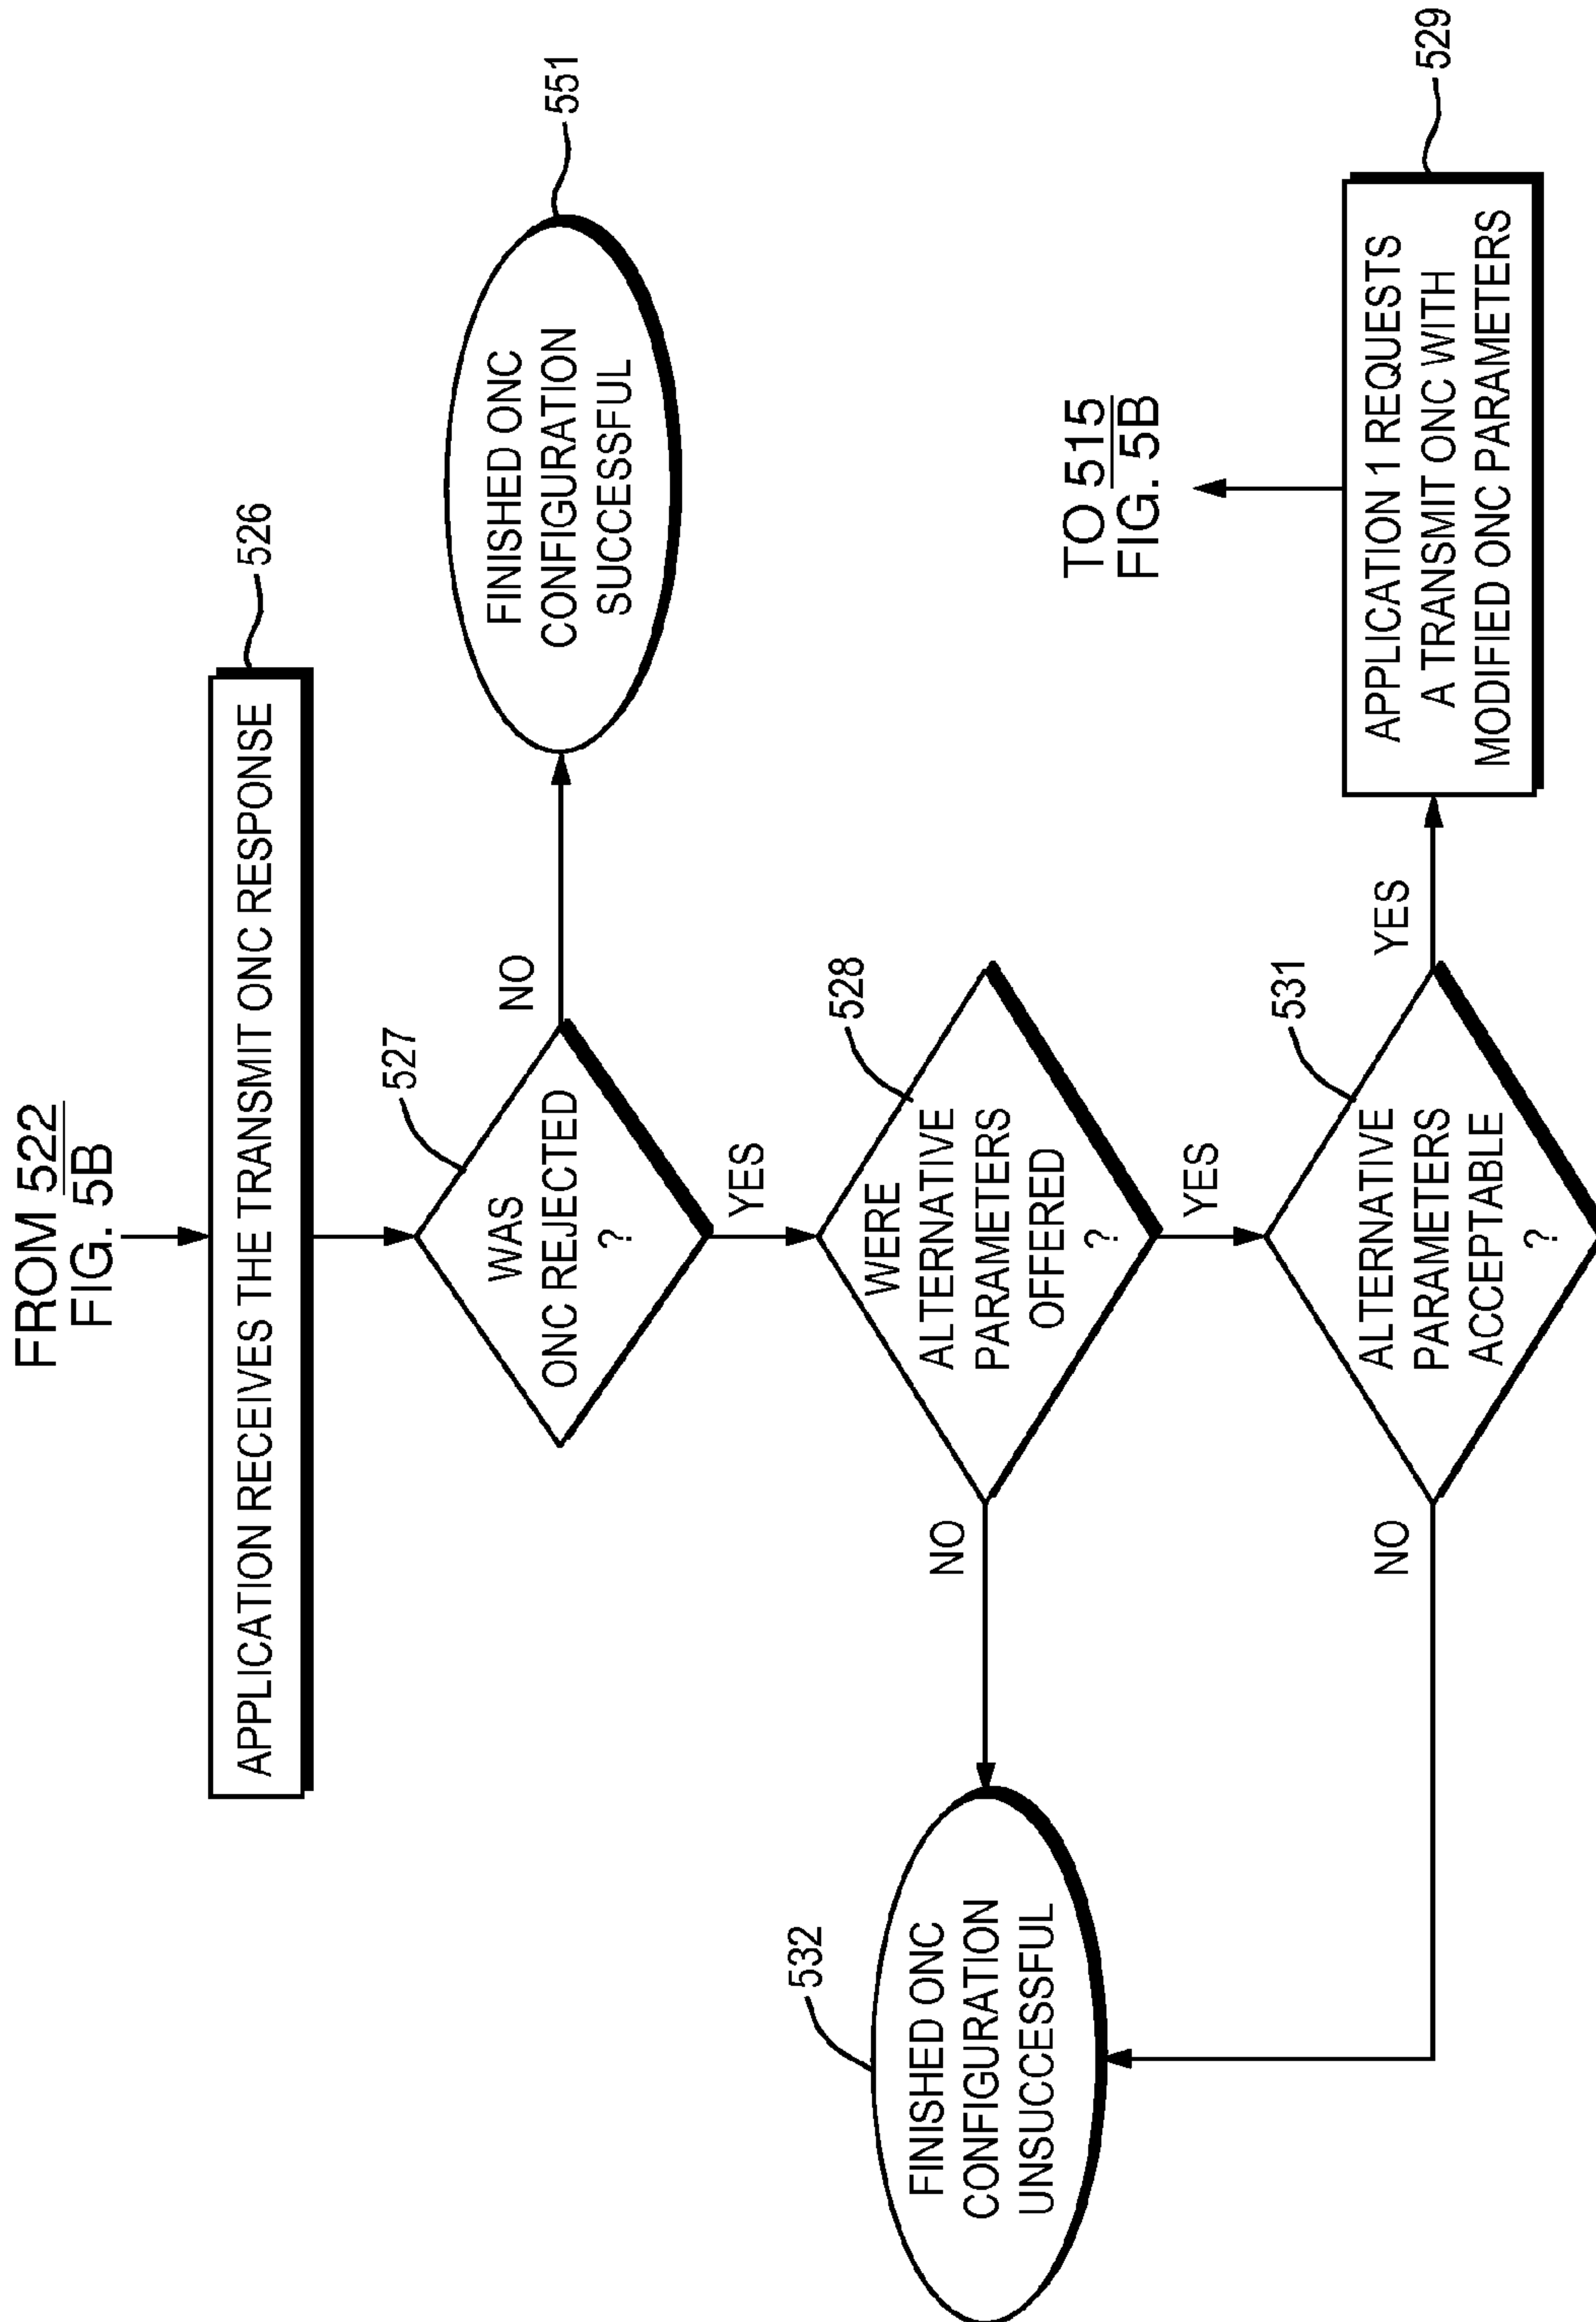 FROM 522
FIG. 5B
526
APPLICATION RECEIVES THE TRANSMIT ONC RESPONSE
527
WAS
ONC REJECTED
?
NO
551
FINISHED ONC
CONFIGURATION
SUCCESSFUL
YES
528
WERE
ALTERNATIVE
PARAMETERS
OFFERED
?
NO
532
FINISHED ONC
CONFIGURATION
UNSUCCESSFUL
YES
531
ALTERNATIVE
PARAMETERS
ACCEPTABLE
?
NO
YES
529
APPLICATION 1 REQUESTS
A TRANSMIT ONC WITH
MODIFIED ONC PARAMETERS
TO 515
FIG. 5B